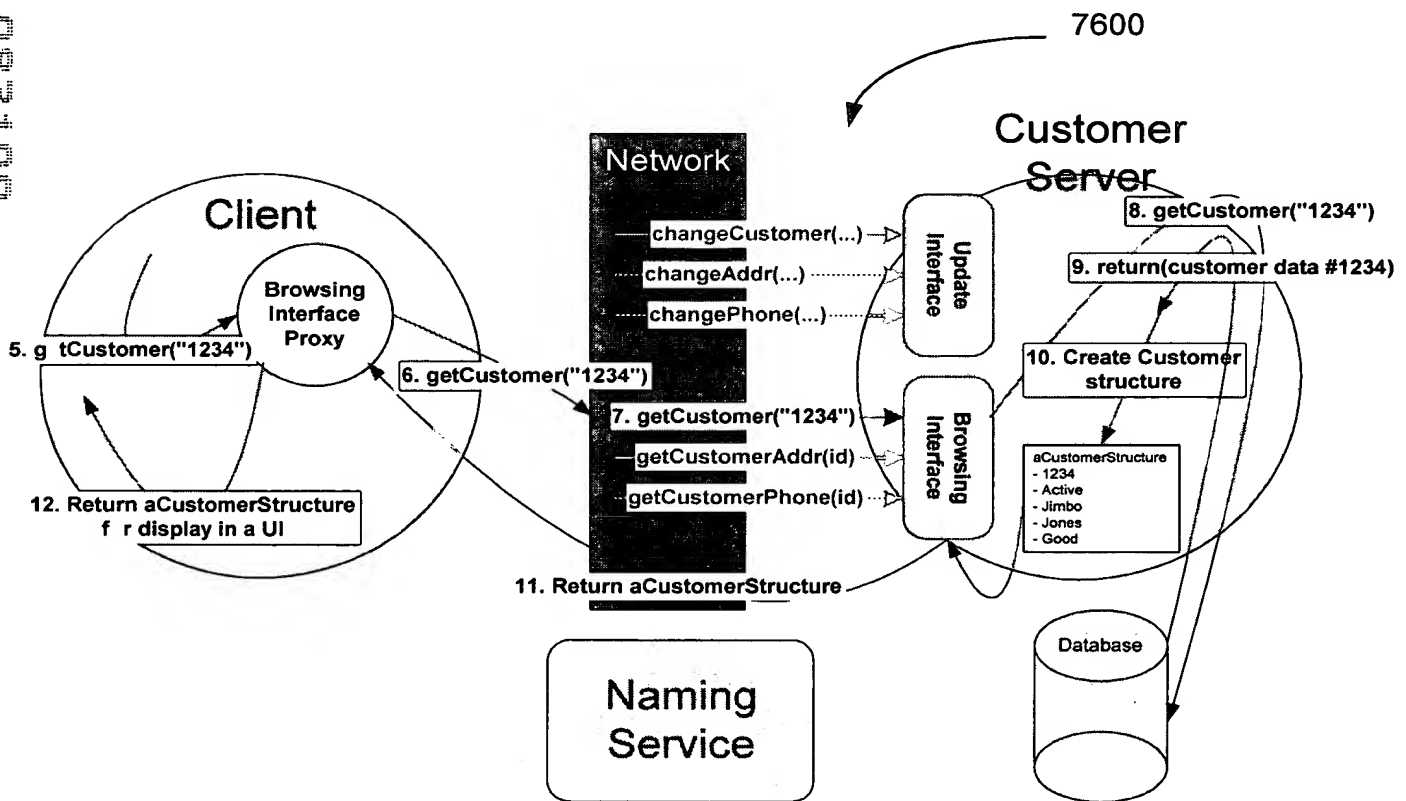 7600
Customer
Server
Network
Client
8. getCustomer("1234")
changeCustomer(...)
Update
Interface
9. return(customer data #1234)
changeAddr(...)
Browsing
Interface
Proxy
changePhone(...)
5. g tCustomer("1234")
10. Create Customer
structure
6. getCustomer("1234")
7. getCustomer("1234")
Browsing
Interface
getCustomerAddr(id)
aCustomerStructure
- 1234
- Active
- Jimbo
- Jones
- Good
getCustomerPhone(id)
12. Return aCustomerStructure
f r display in a UI
11. Return aCustomerStructure
Database
Naming
Service